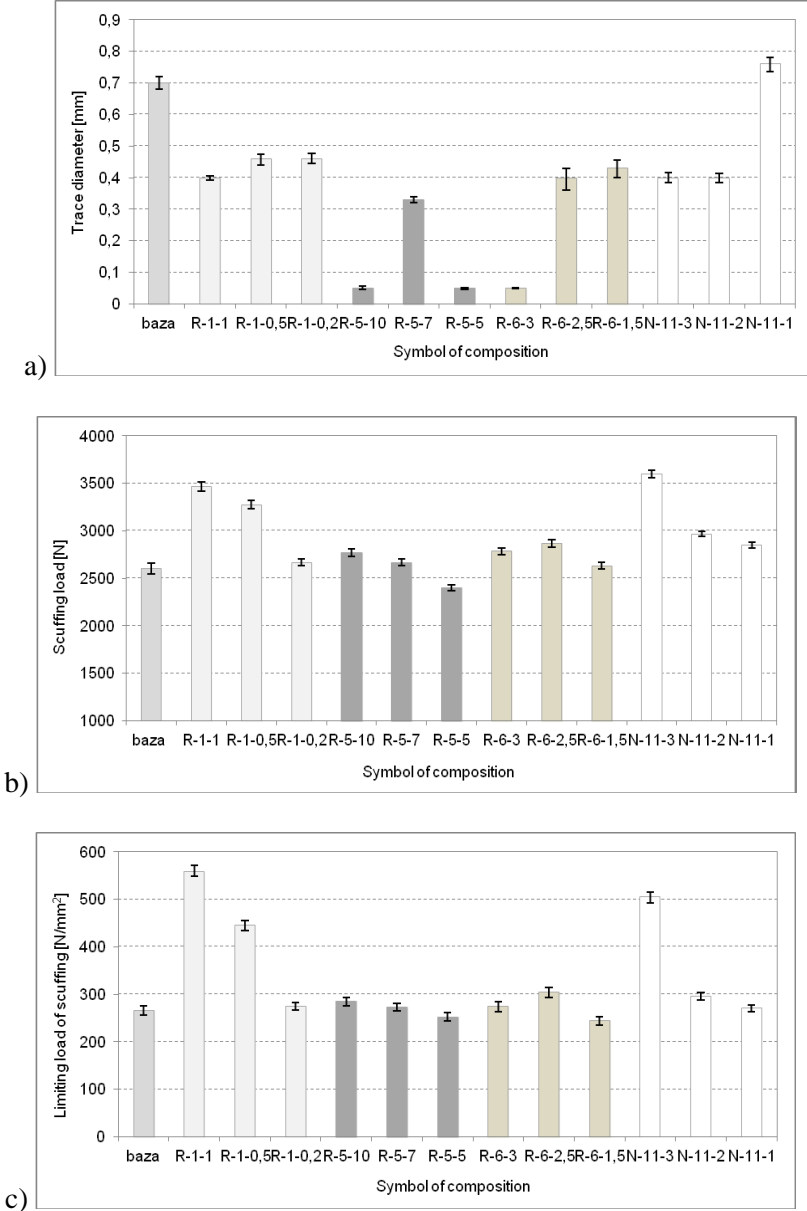 0,9
0,8
0,7
0,6
0,5
0,4
0,3
0,2
0,1
0
Trace diameter [mm]
baza R-1-1 R-1-0,5 R-1-0,2 R-5-10 R-5-7 R-5-5 R-6-3 R-6-2,5 R-6-1,5 N-11-3 N-11-2 N-11-1
Symbol of composition
a)
4000
3500
3000
2500
2000
1500
1000
Scuffing load [N]
baza R-1-1 R-1-0,5 R-1-0,2 R-5-10 R-5-7 R-5-5 R-6-3 R-6-2,5 R-6-1,5 N-11-3 N-11-2 N-11-1
Symbol of composition
b)
600
500
400
300
200
100
0
Limiting load of scuffing [N/mm²]
baza R-1-1 R-1-0,5 R-1-0,2 R-5-10 R-5-7 R-5-5 R-6-3 R-6-2,5 R-6-1,5 N-11-3 N-11-2 N-11-1
Symbol of composition
c)